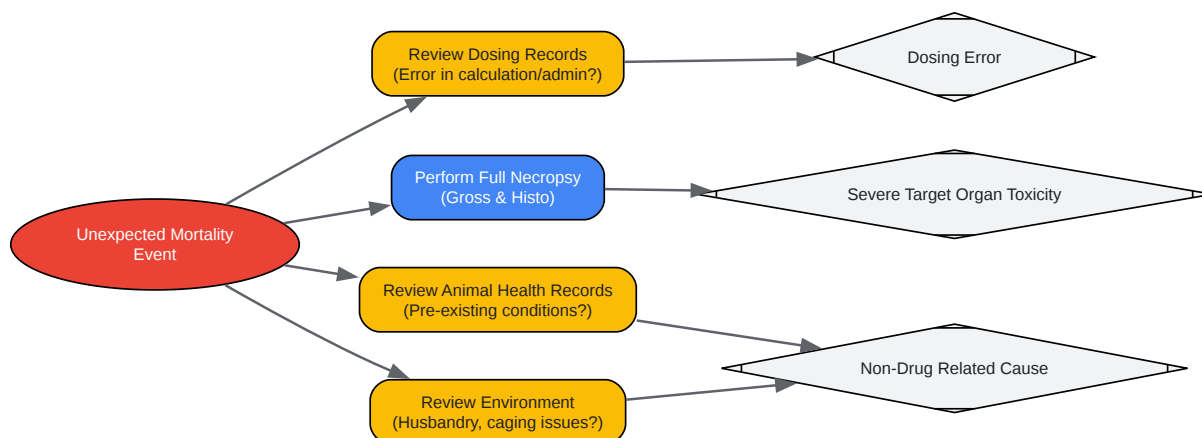 Unexpected Mortality
Event
Review Dosing Records
(Error in calculation/admin?)
Dosing Error
Perform Full Necropsy
(Gross & Histo)
Severe Target Organ Toxicity
Review Animal Health Records
(Pre-existing conditions?)
Review Environment
(Husbandry, caging issues?)
Non-Drug Related Cause